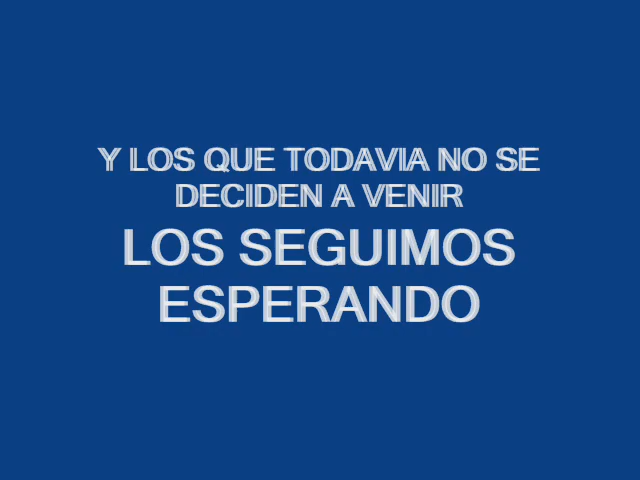 Y LOS QUE TODAVIA NO SE
DECIDEN A VENIR
LOS SEGUIMOS
ESPERANDO